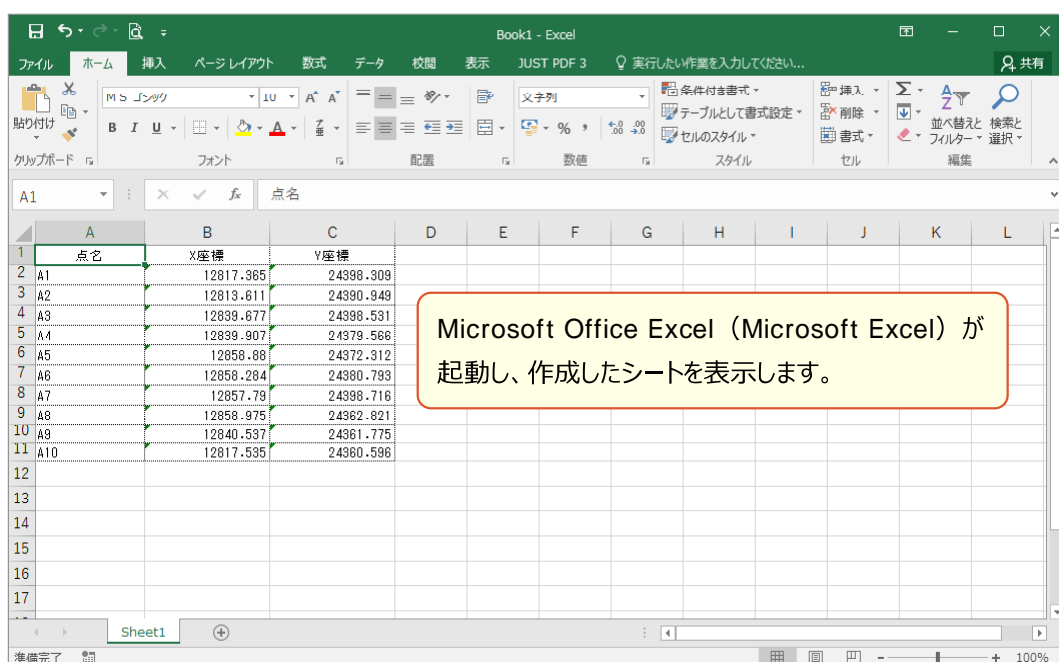 Book1 - Excel
ファイル ホーム 挿入 ページ レイアウト 数式 データ 校閲 表示 JUST PDF 3 実行したい作業を入力してください... 共有
ＭＳ ゴシック 10 A A 文字列 条件付き書式 挿入 Σ
貼り付け B I U A % , テーブルとして書式設定 削除 並べ替えと 検索と
セルのスタイル 書式 フィルター 選択
クリップボード フォント 配置 数値 スタイル セル 編集
A1 fx 点名
A B C D E F G H I J K L
1 点名 X座標 Y座標
2 A1 12817.365 24398.309
3 A2 12813.611 24390.949
4 A3 12839.677 24398.531
5 A4 12839.907 24379.566
6 A5 12858.88 24372.312
7 A6 12858.284 24380.793
8 A7 12857.79 24398.716
9 A8 12858.975 24362.821
10 A9 12840.537 24361.775
11 A10 12817.535 24360.596
12
13
14
15
16
17
Microsoft Office Excel（Microsoft Excel）が
起動し、作成したシートを表示します。
Sheet1
準備完了 100%